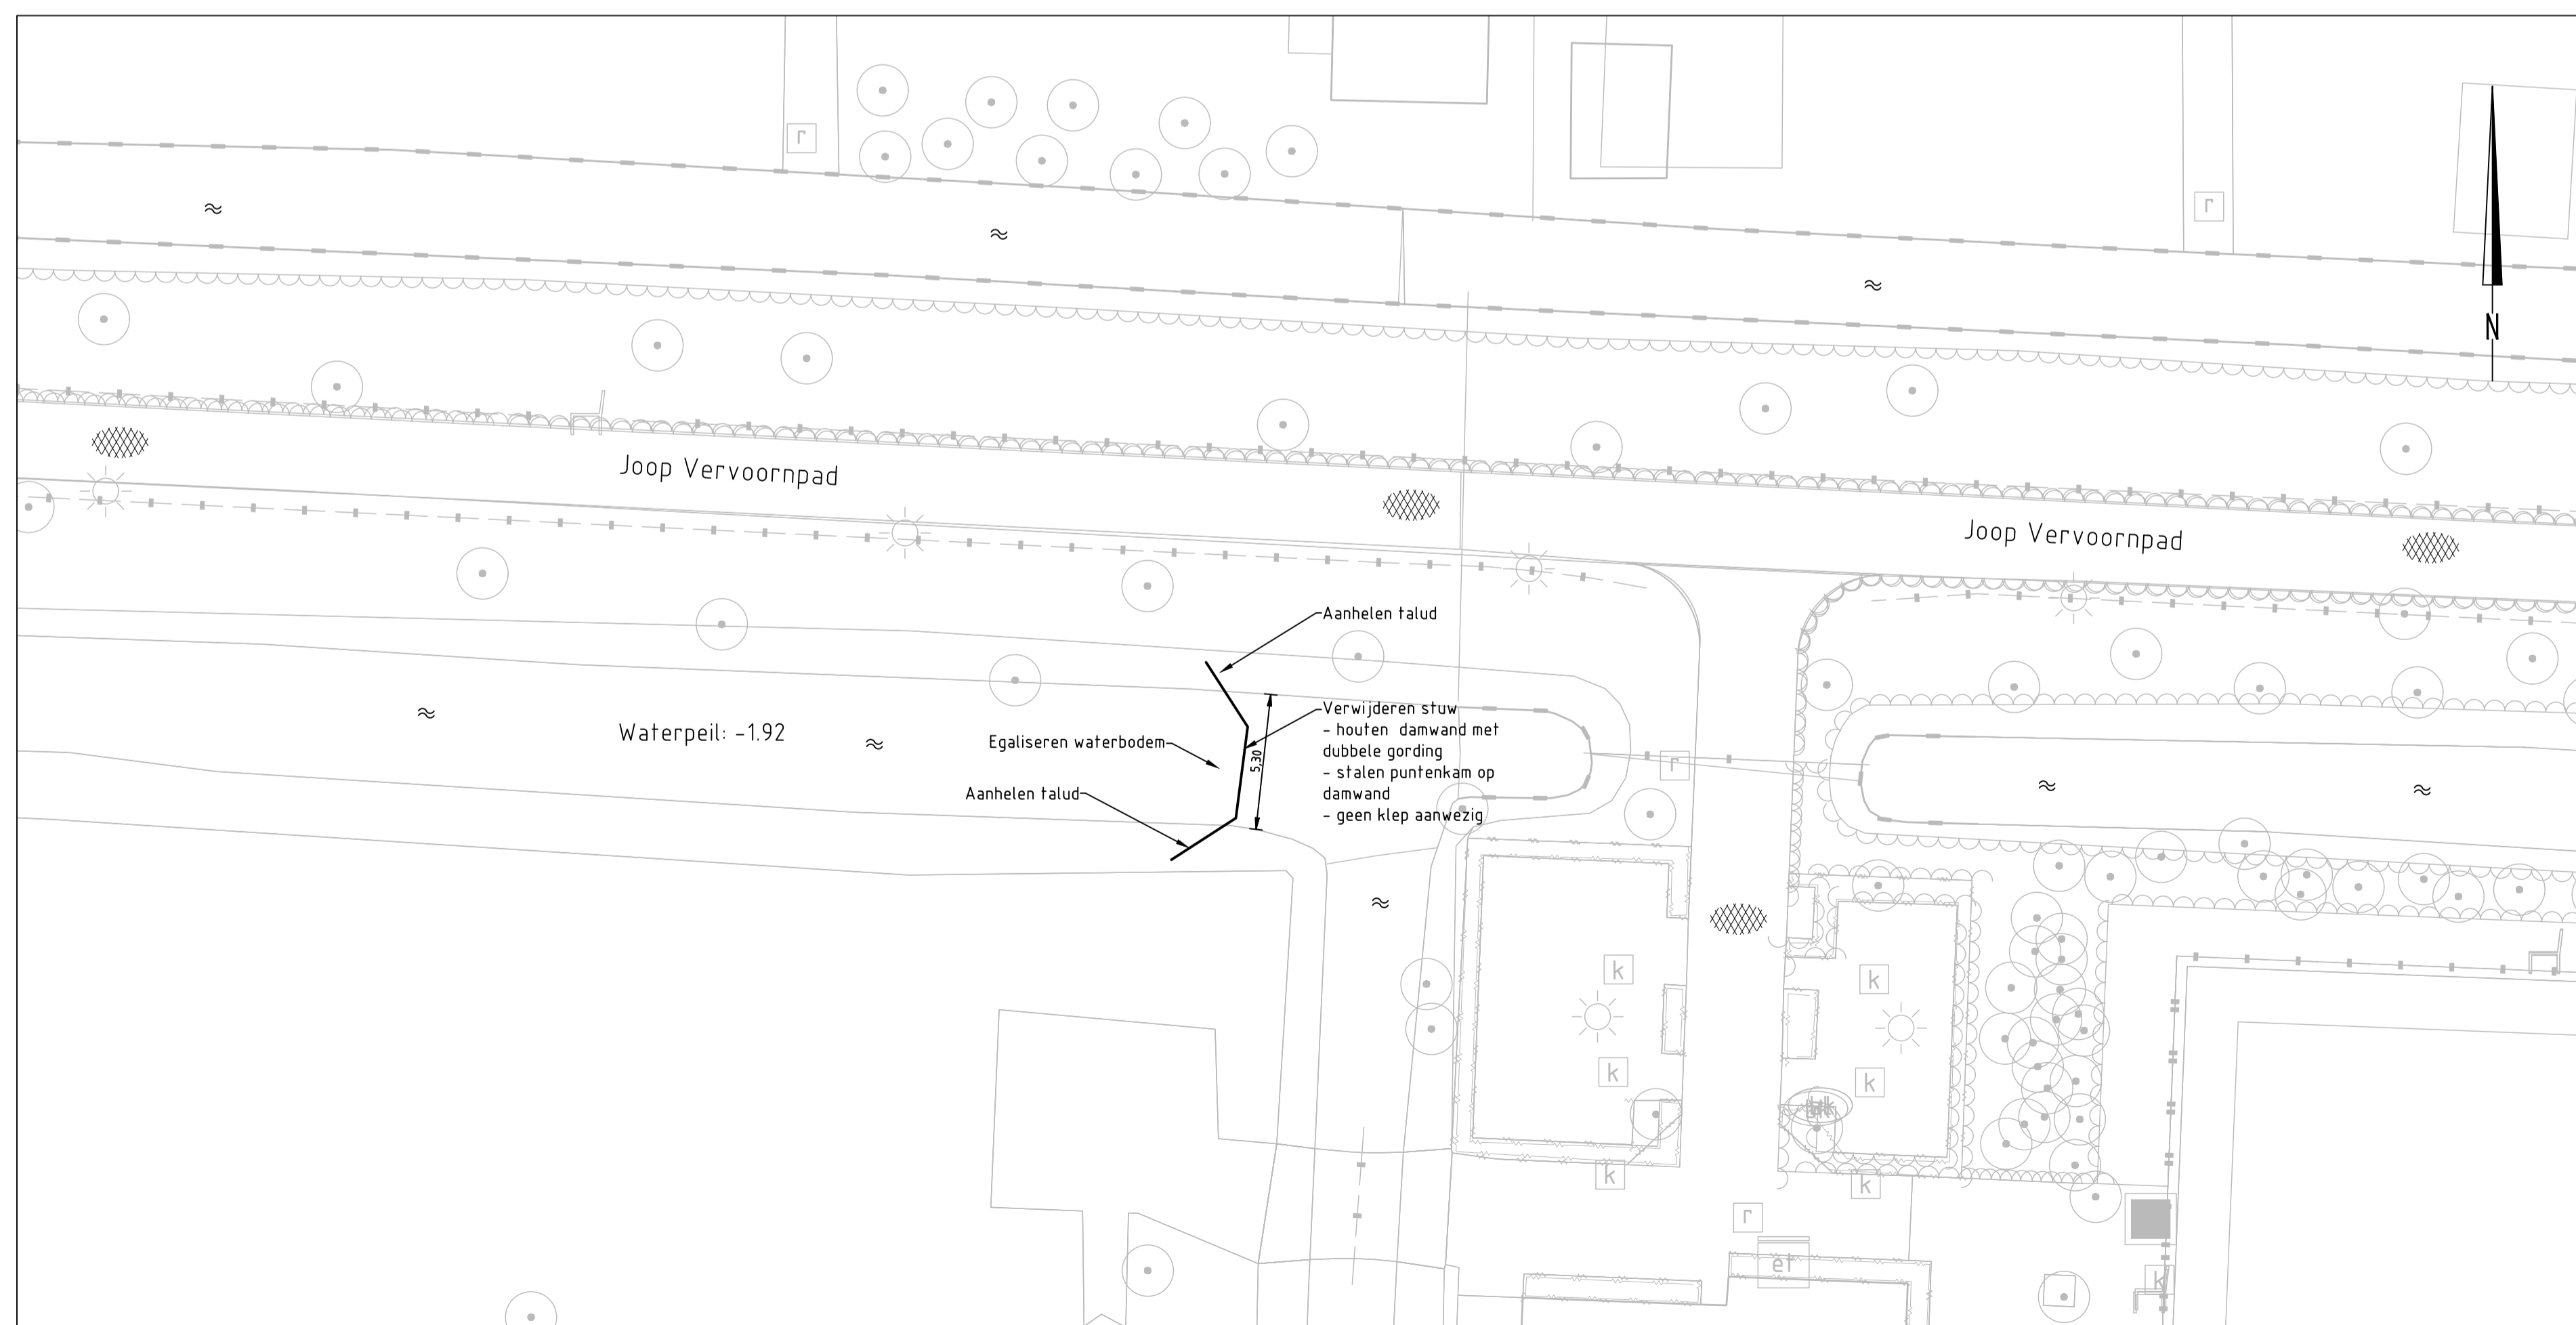 r
r
N
Joop Vervoornpad
Joop Vervoornpad
Aanhelen talud
Waterpeil: -1.92
Egaliseren waterbodem
Aanhelen talud
5,30
Verwijderen stuw
- houten damwand met
dubbele gording
- stalen puntenkam op
damwand
- geen klep aanwezig
r
k
k
k
k
k
k
r
et
k